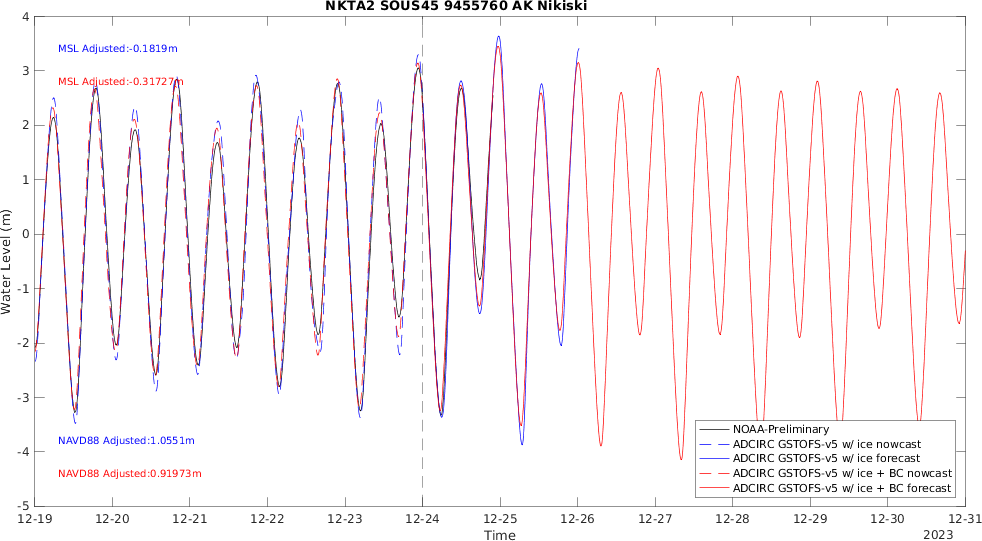 NKTA2 SOUS45 9455760 AK Nikiski
MSL Adjusted:-0.1819m
MSL Adjusted:-0.31727m
NAVD88 Adjusted:1.0551m
NAVD88 Adjusted:0.91973m
Water Level (m)
4
3
2
1
0
-1
-2
-3
-4
-5
NOAA-Preliminary
ADCIRC GSTOFS-v5 w/ ice nowcast
ADCIRC GSTOFS-v5 w/ ice forecast
ADCIRC GSTOFS-v5 w/ ice + BC nowcast
ADCIRC GSTOFS-v5 w/ ice + BC forecast
12-19 12-20 12-21 12-22 12-23 12-24 12-25 12-26 12-27 12-28 12-29 12-30 12-31
Time
2023